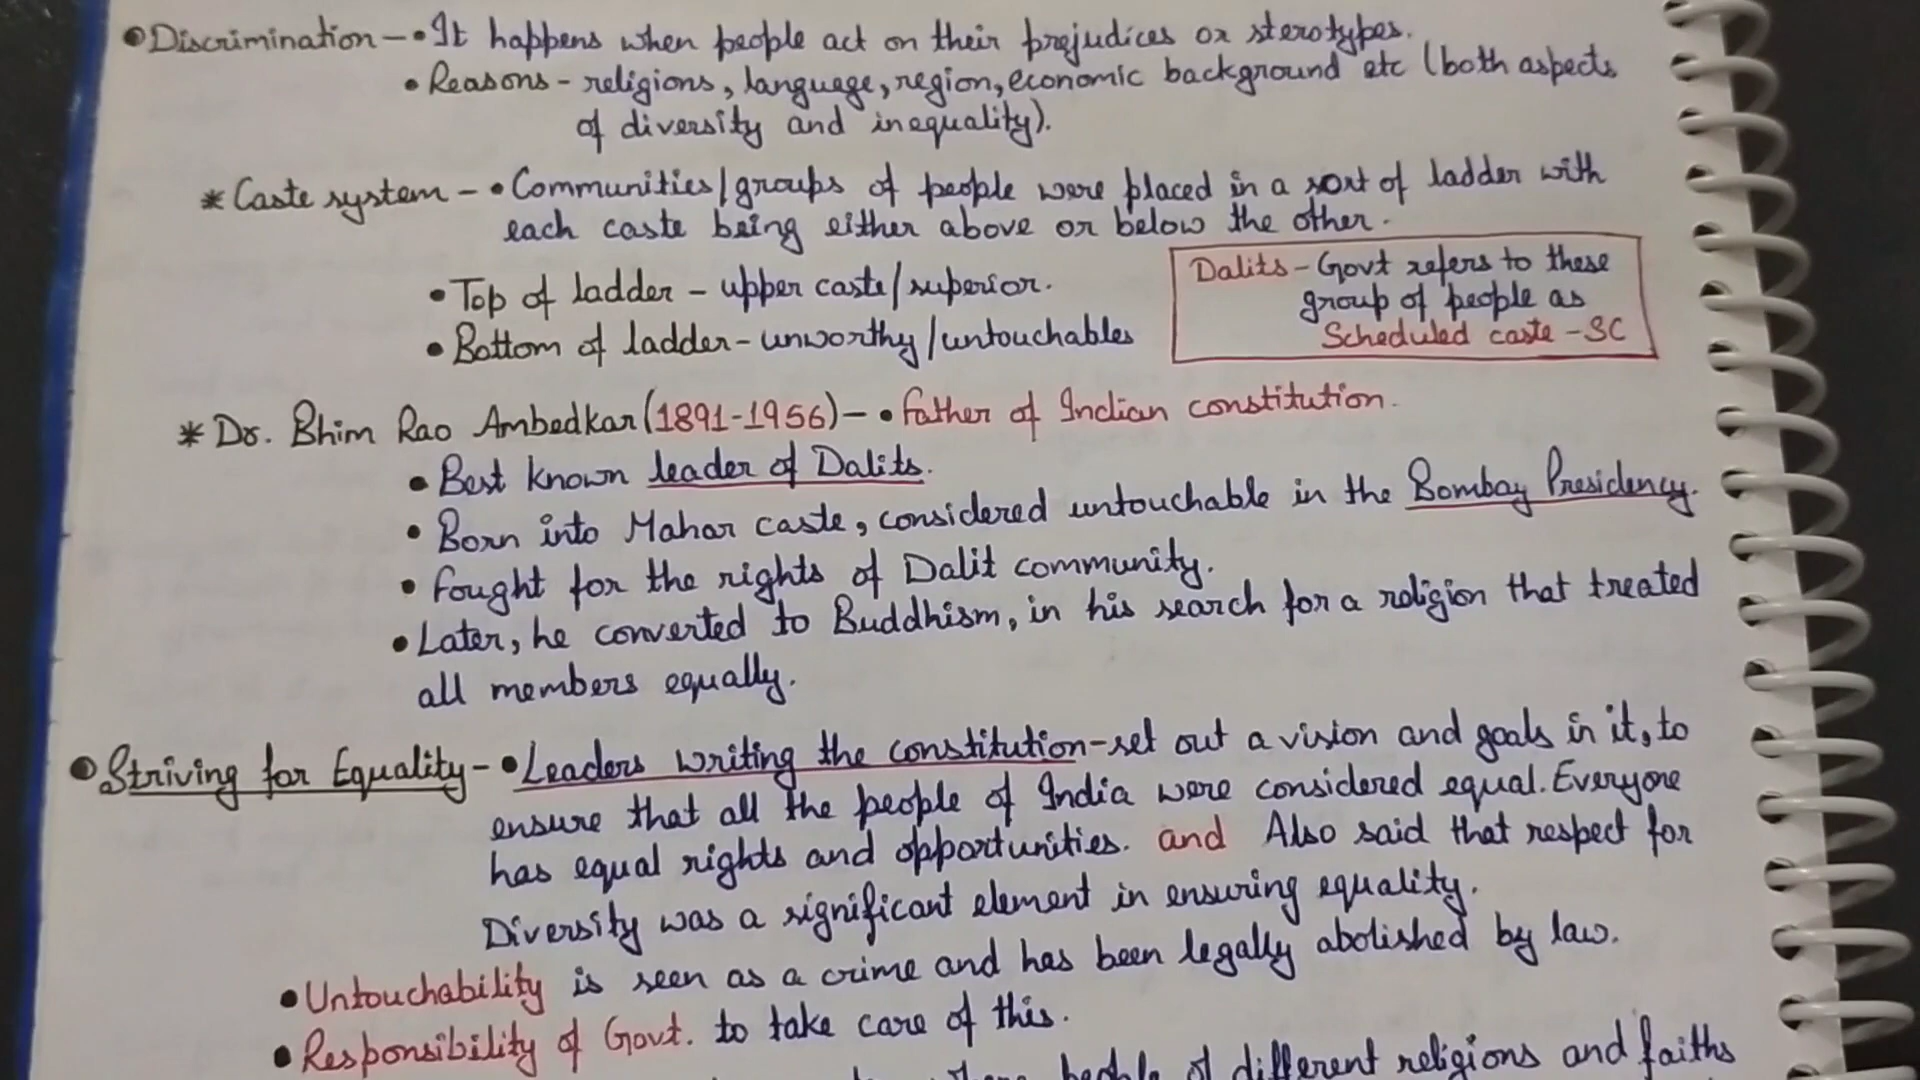 • Discrimination - • It happens when people act on their prejudices or sterotypes.
• Reasons - religions, language, region, economic background etc (both aspects
of diversity and inequality).
* Caste system - • Communities/groups of people were placed in a sort of ladder with
each caste being either above or below the other.
• Top of ladder - upper caste/superior.
• Bottom of ladder - unworthy/untouchables
Dalits - Govt refers to these
group of people as
Scheduled caste - SC
* Dr. Bhim Rao Ambedkar (1891-1956) - • Father of Indian constitution.
• Best known leader of Dalits.
• Born into Mahar caste, considered untouchable in the Bombay Presidency.
• Fought for the rights of Dalit community.
• Later, he converted to Buddhism, in his search for a religion that treated
all members equally.
• Striving for Equality - • Leaders writing the constitution - set out a vision and goals in it, to
ensure that all the people of India were considered equal. Everyone
has equal rights and opportunities. and Also said that respect for
Diversity was a significant element in ensuring equality.
• Untouchability is seen as a crime and has been legally abolished by law.
• Responsibility of Govt. to take care of this.
people of different religions and faiths